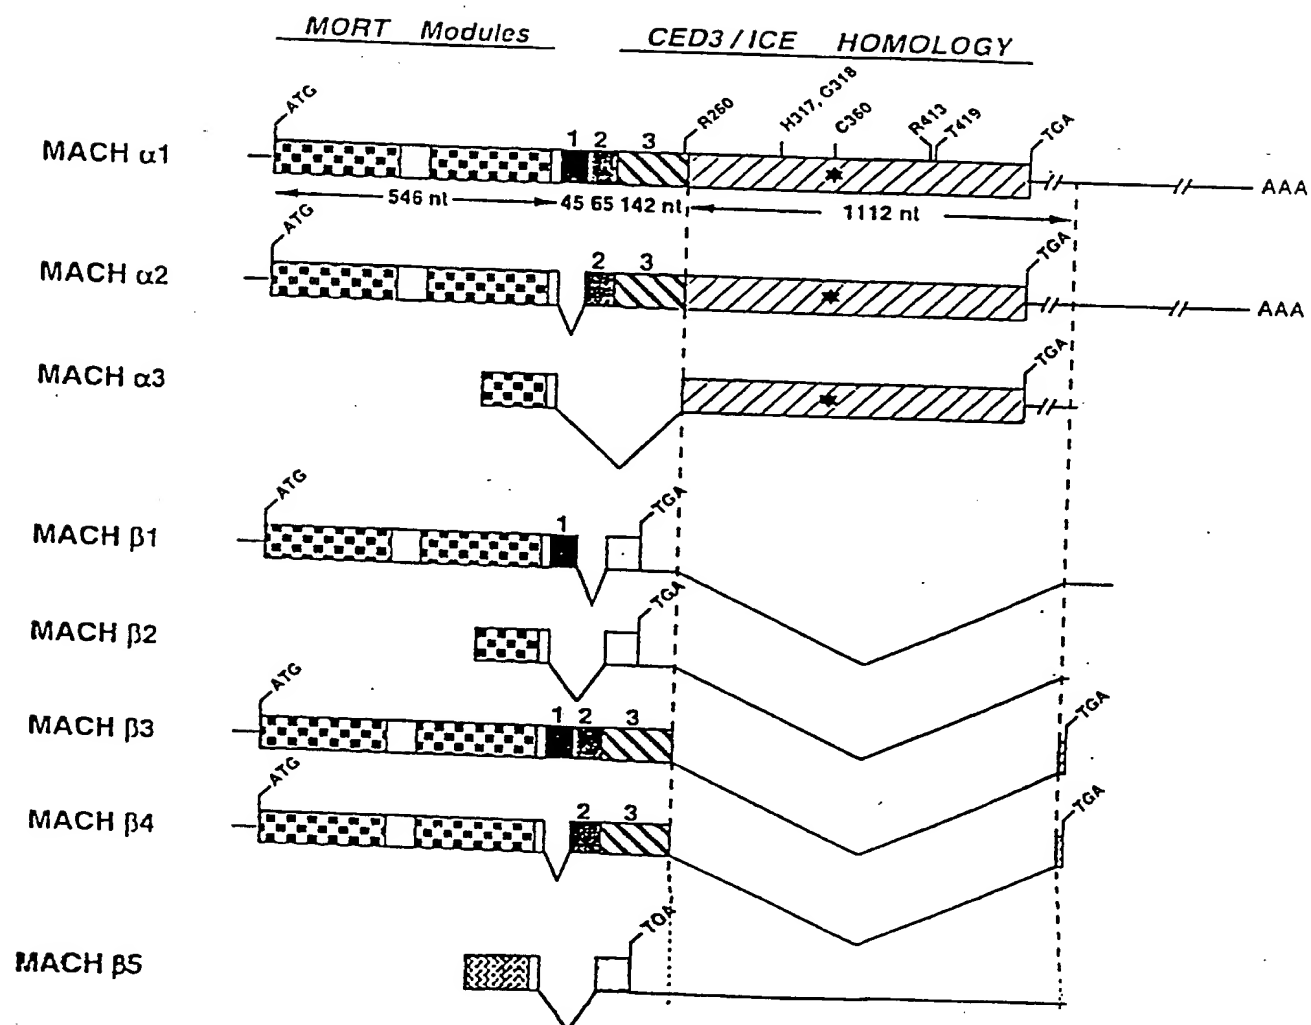 MORT Modules CED3 / ICE HOMOLOGY
ATG R260 H317, G318 C360 R413 T419 TGA
MACH α1 1 2 3 AAA
546 nt 45 65 142 nt 1112 nt
ATG TGA
MACH α2 2 3 AAA
TGA
MACH α3
ATG TGA
MACH β1 1
TGA
MACH β2
ATG TGA
MACH β3 1 2 3
ATG TGA
MACH β4 2 3
TGA
MACH β5